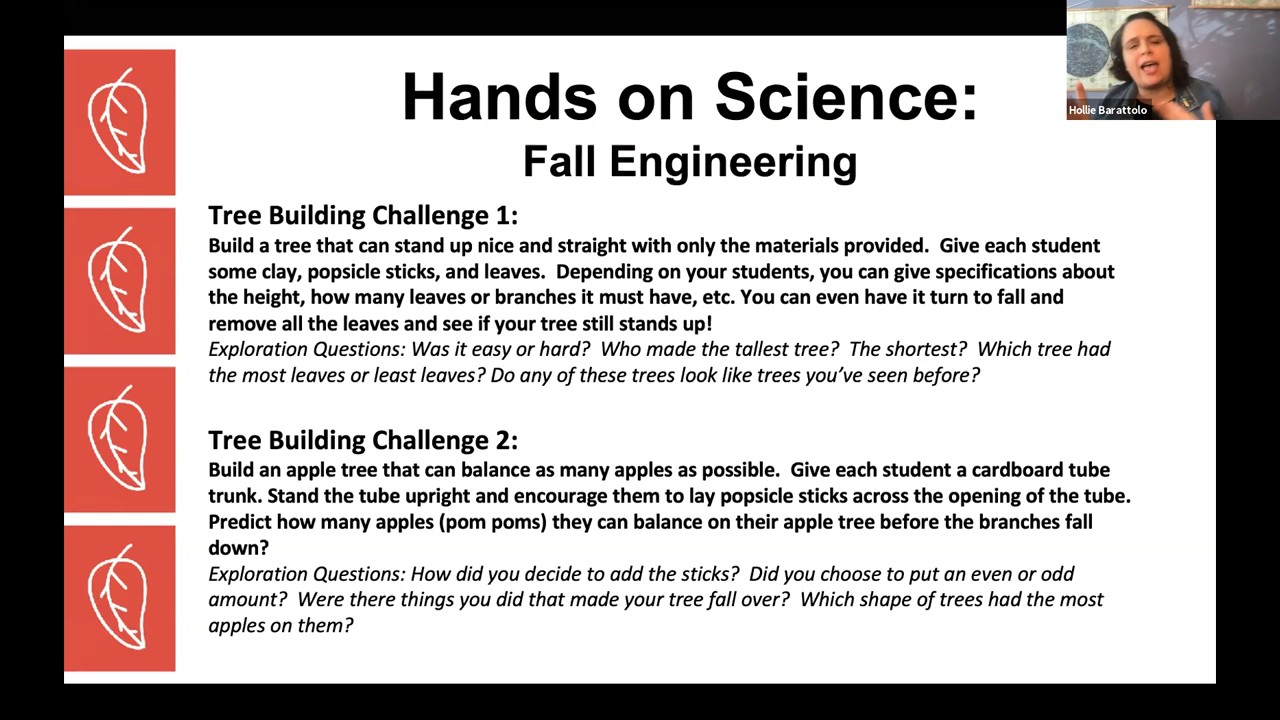 Hands on Science:
Fall Engineering
Hollie Barattolo
Tree Building Challenge 1:
Build a tree that can stand up nice and straight with only the materials provided.  Give each student
some clay, popsicle sticks, and leaves.  Depending on your students, you can give specifications about
the height, how many leaves or branches it must have, etc. You can even have it turn to fall and
remove all the leaves and see if your tree still stands up!
Exploration Questions: Was it easy or hard?  Who made the tallest tree?  The shortest?  Which tree had
the most leaves or least leaves? Do any of these trees look like trees you’ve seen before?
Tree Building Challenge 2:
Build an apple tree that can balance as many apples as possible.  Give each student a cardboard tube
trunk. Stand the tube upright and encourage them to lay popsicle sticks across the opening of the tube.
Predict how many apples (pom poms) they can balance on their apple tree before the branches fall
down?
Exploration Questions: How did you decide to add the sticks?  Did you choose to put an even or odd
amount?  Were there things you did that made your tree fall over?  Which shape of trees had the most
apples on them?